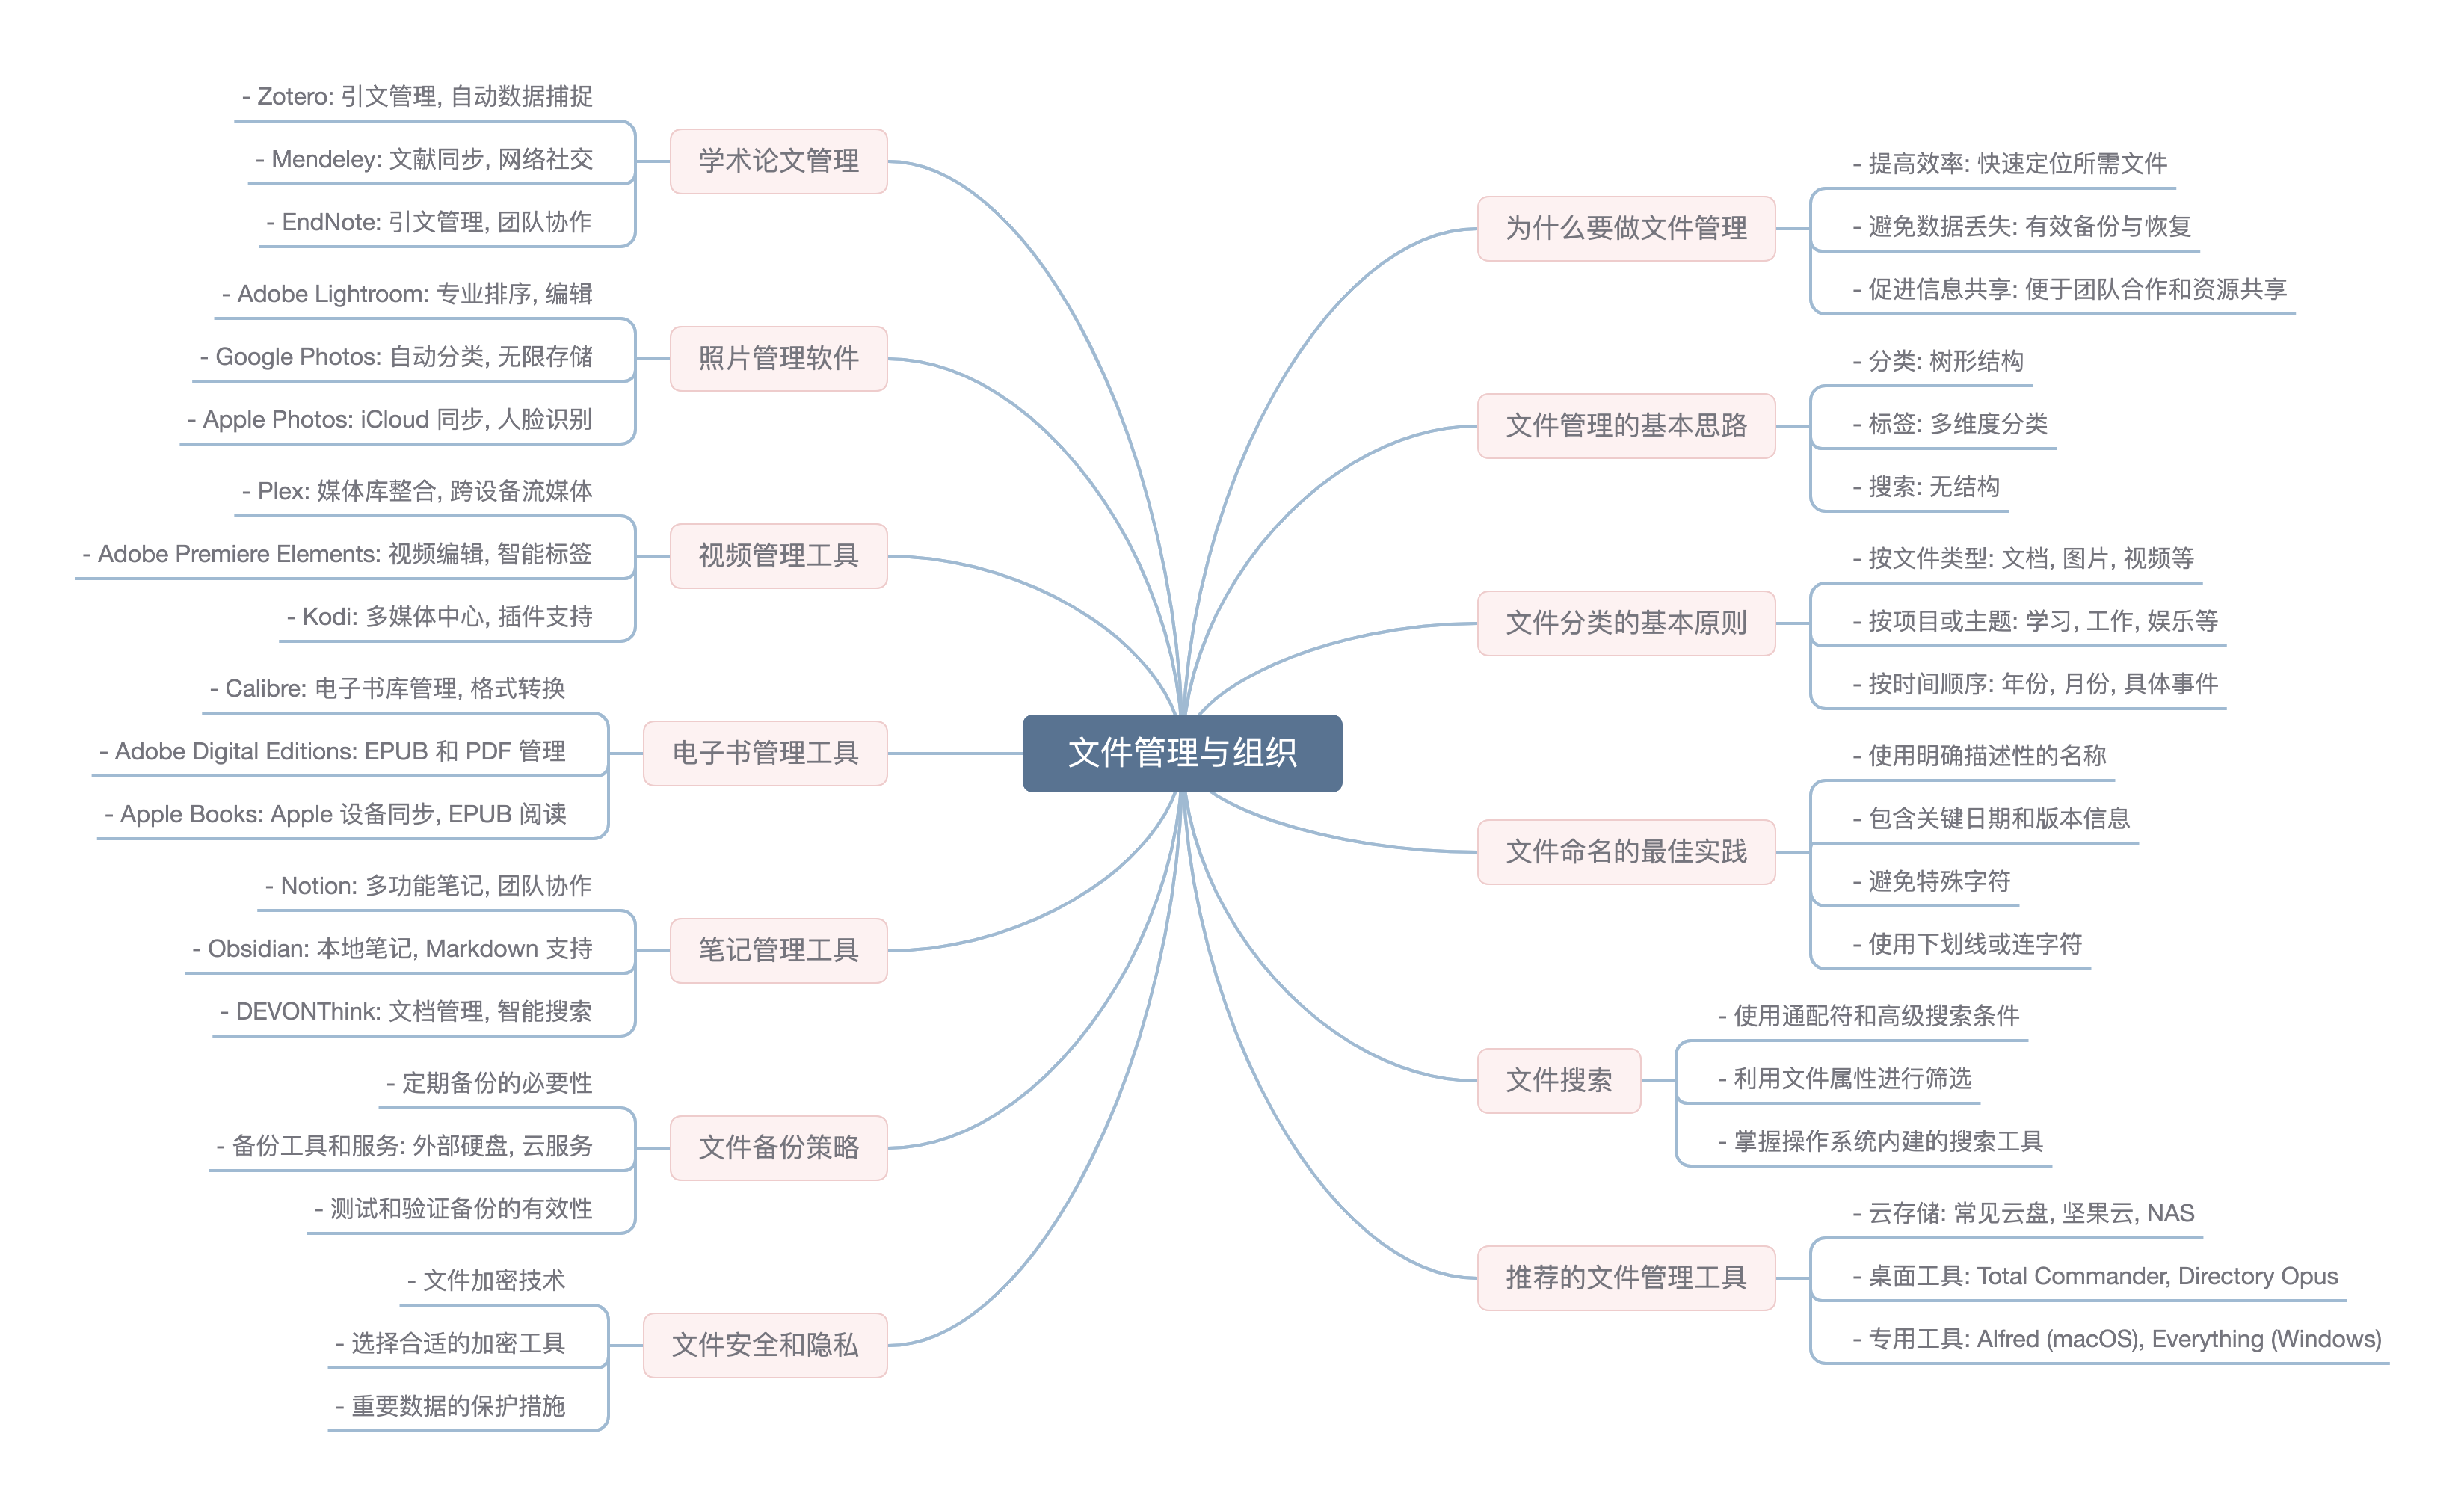 文件管理与组织
为什么要做文件管理
- 提高效率: 快速定位所需文件
- 避免数据丢失: 有效备份与恢复
- 促进信息共享: 便于团队合作和资源共享
文件管理的基本思路
- 分类: 树形结构
- 标签: 多维度分类
- 搜索: 无结构
文件分类的基本原则
- 按文件类型: 文档, 图片, 视频等
- 按项目或主题: 学习, 工作, 娱乐等
- 按时间顺序: 年份, 月份, 具体事件
文件命名的最佳实践
- 使用明确描述性的名称
- 包含关键日期和版本信息
- 避免特殊字符
- 使用下划线或连字符
文件搜索
- 使用通配符和高级搜索条件
- 利用文件属性进行筛选
- 掌握操作系统内建的搜索工具
推荐的文件管理工具
- 云存储: 常见云盘, 坚果云, NAS
- 桌面工具: Total Commander, Directory Opus
- 专用工具: Alfred (macOS), Everything (Windows)
学术论文管理
- Zotero: 引文管理, 自动数据捕捉
- Mendeley: 文献同步, 网络社交
- EndNote: 引文管理, 团队协作
照片管理软件
- Adobe Lightroom: 专业排序, 编辑
- Google Photos: 自动分类, 无限存储
- Apple Photos: iCloud 同步, 人脸识别
视频管理工具
- Plex: 媒体库整合, 跨设备流媒体
- Adobe Premiere Elements: 视频编辑, 智能标签
- Kodi: 多媒体中心, 插件支持
电子书管理工具
- Calibre: 电子书库管理, 格式转换
- Adobe Digital Editions: EPUB 和 PDF 管理
- Apple Books: Apple 设备同步, EPUB 阅读
笔记管理工具
- Notion: 多功能笔记, 团队协作
- Obsidian: 本地笔记, Markdown 支持
- DEVONThink: 文档管理, 智能搜索
文件备份策略
- 定期备份的必要性
- 备份工具和服务: 外部硬盘, 云服务
- 测试和验证备份的有效性
文件安全和隐私
- 文件加密技术
- 选择合适的加密工具
- 重要数据的保护措施